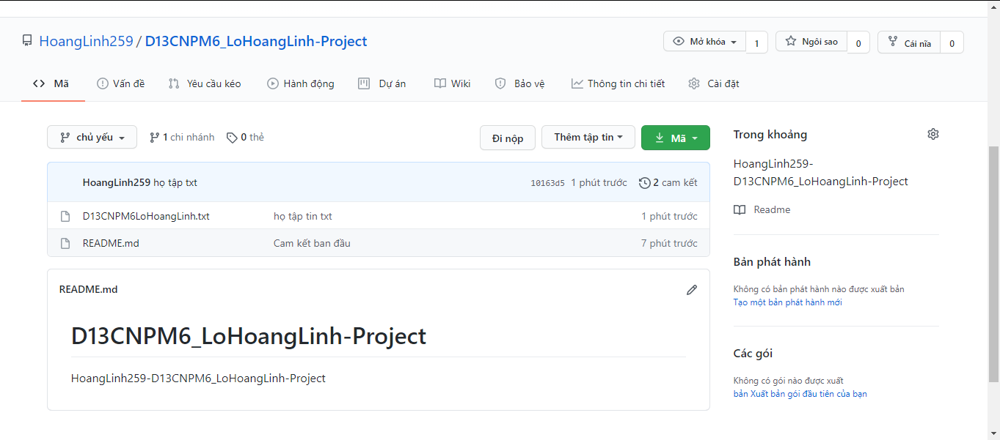 HoangLinh259 / D13CNPM6_LoHoangLinh-Project
Mở khóa 1 Ngôi sao 0 Cái nĩa 0
Mã Vấn đề Yêu cầu kéo Hành động Dự án Wiki Bảo vệ Thông tin chi tiết Cài đặt
chủ yếu 1 chi nhánh 0 thẻ Đi nộp Thêm tập tin Mã
HoangLinh259 họ tập txt 10163d5 1 phút trước 2 cam kết
D13CNPM6LoHoangLinh.txt họ tập tin txt 1 phút trước
README.md Cam kết ban đầu 7 phút trước
README.md
D13CNPM6_LoHoangLinh-Project
HoangLinh259-D13CNPM6_LoHoangLinh-Project
Trong khoảng
HoangLinh259-
D13CNPM6_LoHoangLinh-Project
Readme
Bản phát hành
Không có bản phát hành nào được xuất bản
Tạo một bản phát hành mới
Các gói
Không có gói nào được xuất
bản Xuất bản gói đầu tiên của bạn